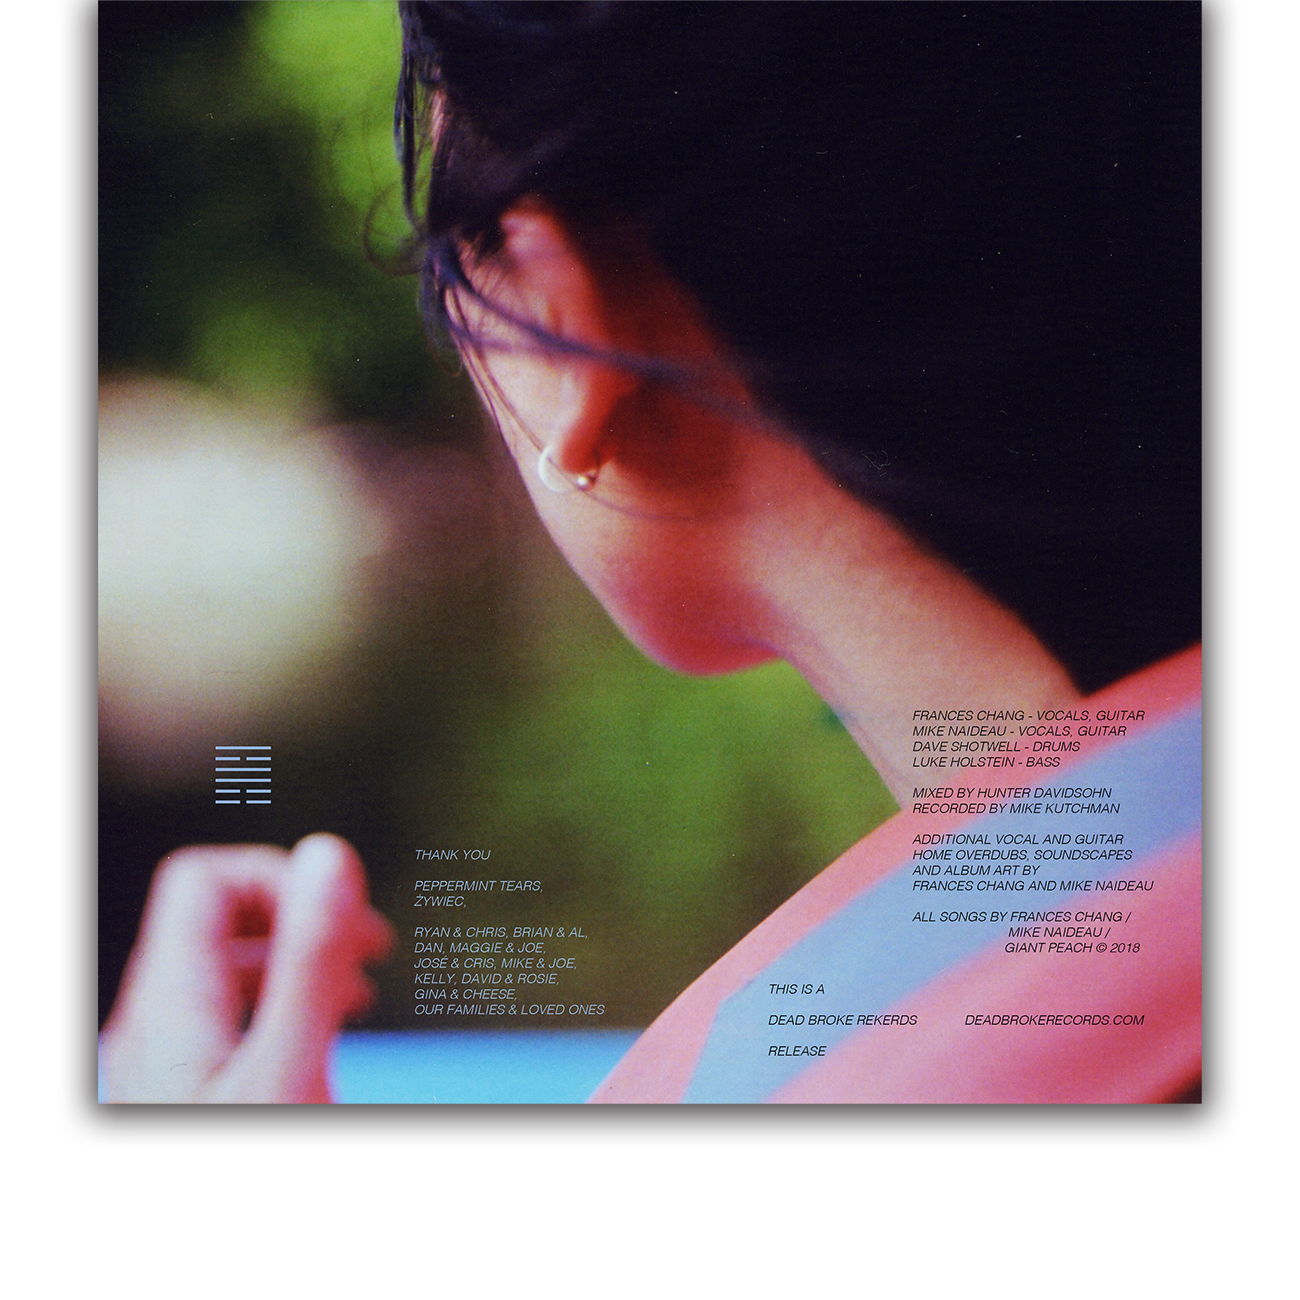 THANK YOU
PEPPERMINT TEARS,
ŻYWIEC,
RYAN & CHRIS, BRIAN & AL,
DAN, MAGGIE & JOE,
JOSÉ & CRIS, MIKE & JOE,
KELLY, DAVID & ROSIE,
GINA & CHEESE,
OUR FAMILIES & LOVED ONES
FRANCES CHANG - VOCALS, GUITAR
MIKE NAIDEAU - VOCALS, GUITAR
DAVE SHOTWELL - DRUMS
LUKE HOLSTEIN - BASS
MIXED BY HUNTER DAVIDSOHN
RECORDED BY MIKE KUTCHMAN
ADDITIONAL VOCAL AND GUITAR
HOME OVERDUBS, SOUNDSCAPES
AND ALBUM ART BY
FRANCES CHANG AND MIKE NAIDEAU
ALL SONGS BY FRANCES CHANG /
MIKE NAIDEAU /
GIANT PEACH © 2018
THIS IS A
DEAD BROKE REKERDS DEADBROKERECORDS.COM
RELEASE